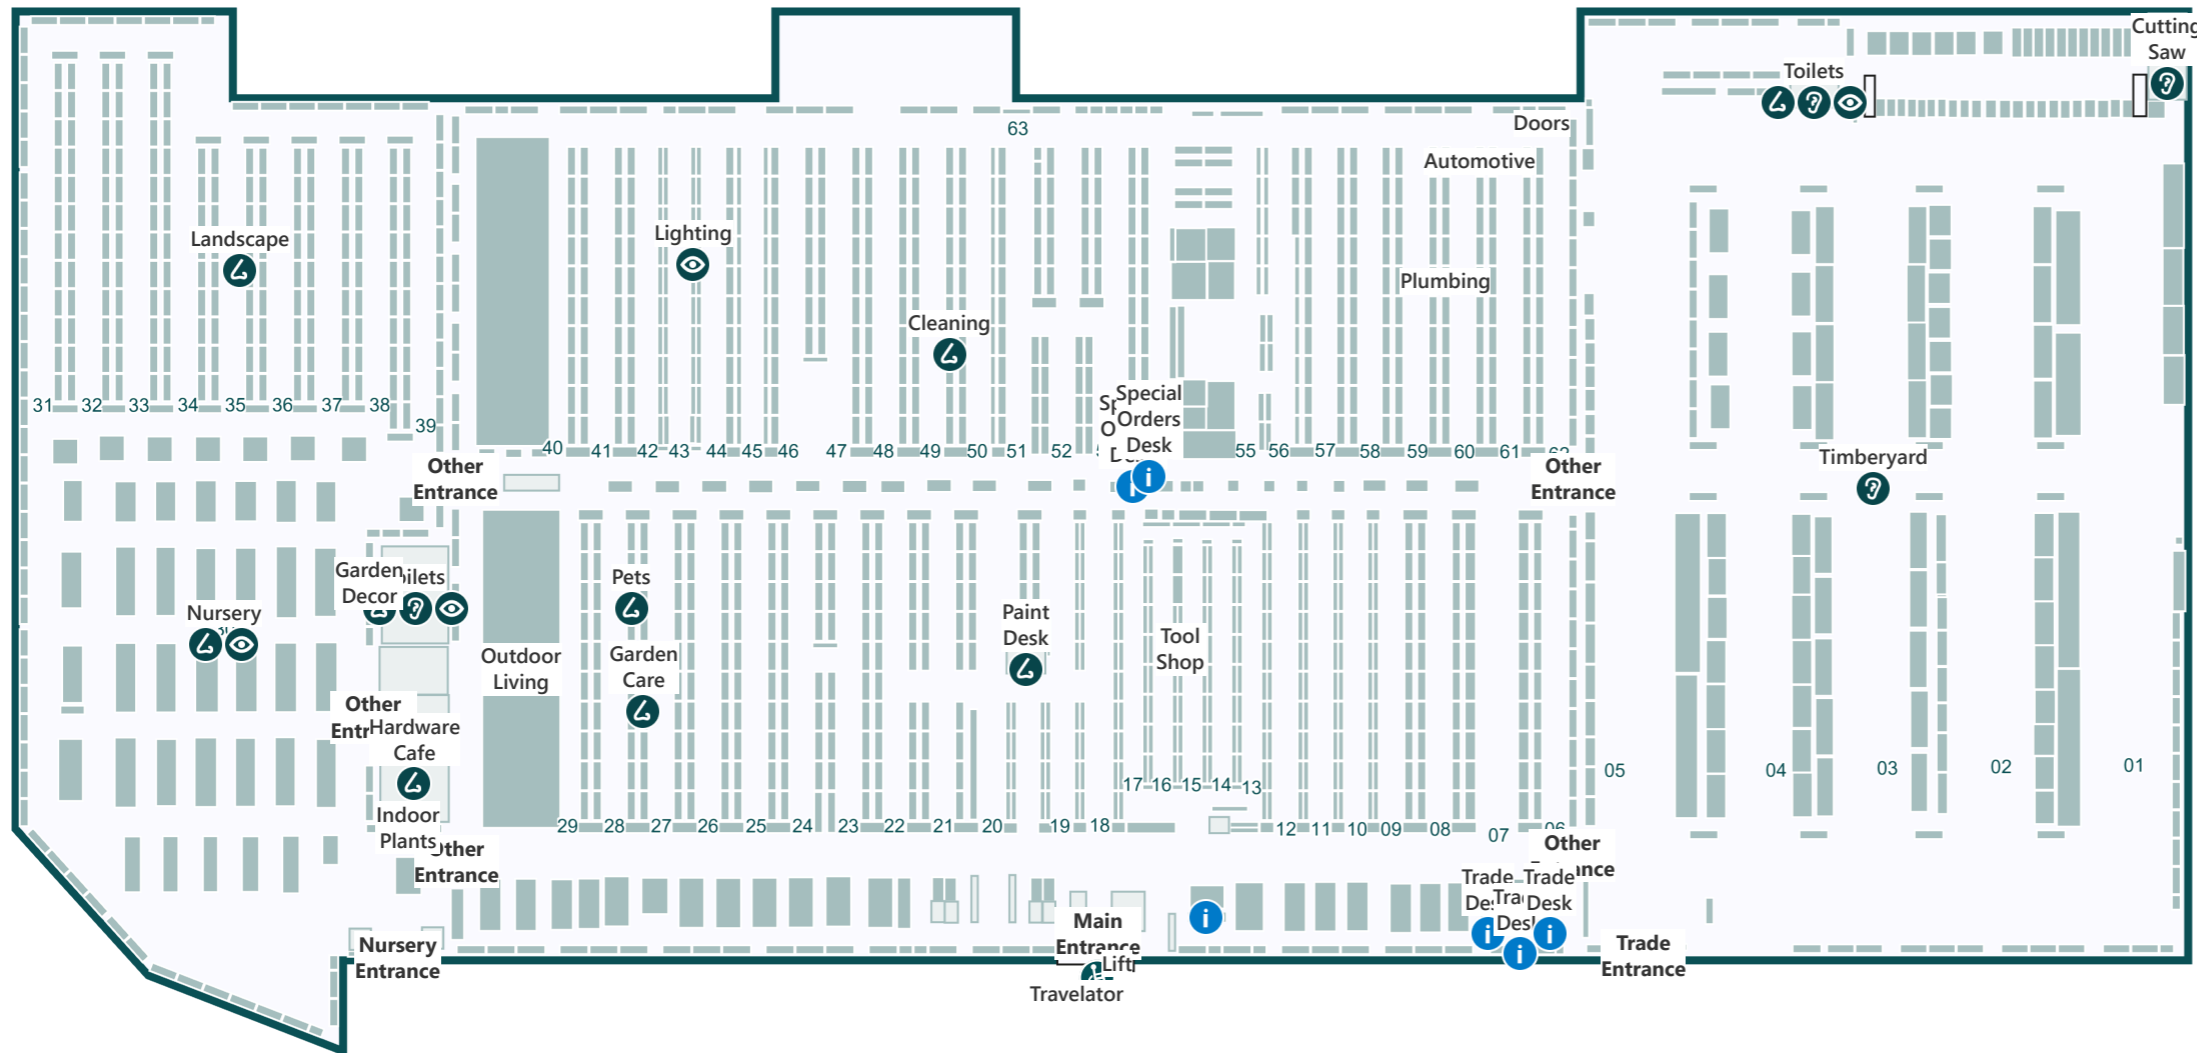 Cutting
Saw
Toilets
63
Doors
Automotive
Landscape
Lighting
Plumbing
Cleaning
Special
Orders
Desk
31 32 33 34 35 36 37 38
39
40 41 42 43 44 45 46 47 48 49 50 51 52 55 56 57 58 59 60 61 62
Other
Entrance
Other
Entrance
Timberyard
Garden
Decor
Pets
Nursery
Paint
Desk
Tool
Shop
Outdoor
Living
Garden
Care
Other
Hardware
Cafe
Indoor
Plants
05 04 03 02 01
17 16 15 14 13
29 28 27 26 25 24 23 22 21 20 19 18 12 11 10 09 08 07 06
Other
Entrance
Other
Trade
Trade
Desk
Main
Entrance
Nursery
Entrance
Trade
Entrance
Lift
Travelator